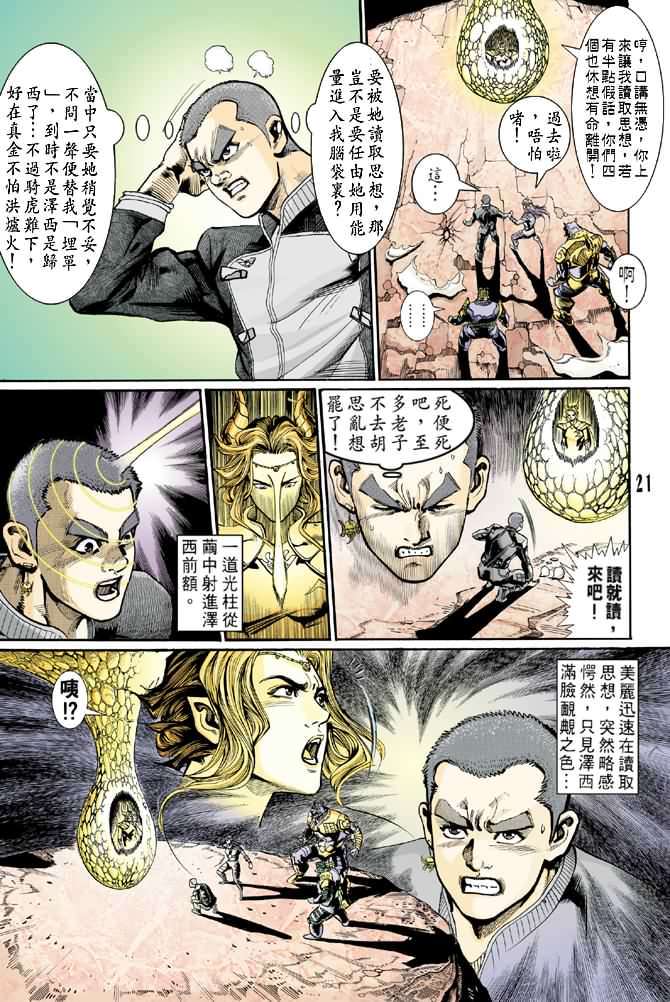 哼，口講無憑，你上
來讓我讀取思想，若
有半點假話，你們四
個也休想有命離開！
過去啦
，唔怕
啫！
這…
啊！
……
……
要被她讀取思想，那
豈不是要任由她用能
量進入我腦袋裏？
當中只要她稍覺不妥，
不問一聲便替我「埋單
」，到時不是澤西是歸
西了…不過騎虎難下，
好在真金不怕洪爐火！
死便死
吧，至
多老子
不去胡
思亂想
罷了！
讀就讀，
來吧！
21
一道光柱從
繭中射進澤
西前額。
美麗迅速在讀取
思想，突然略感
愕然，只見澤西
滿臉靦覥之色…
咦!?